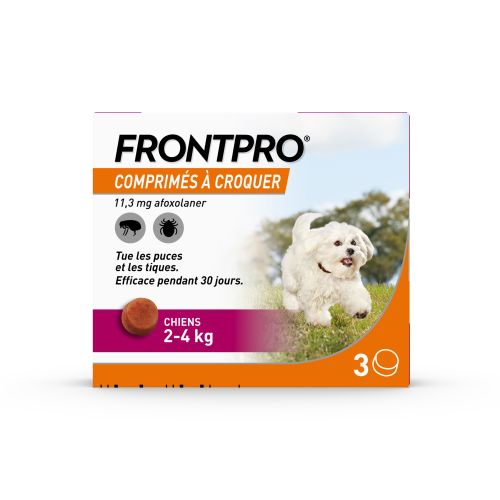 FRONTPRO®
COMPRIMÉS À CROQUER
11,3 mg afoxolaner
Tue les puces
et les tiques.
Efficace pendant 30 jours.
CHIENS
2-4 kg
3